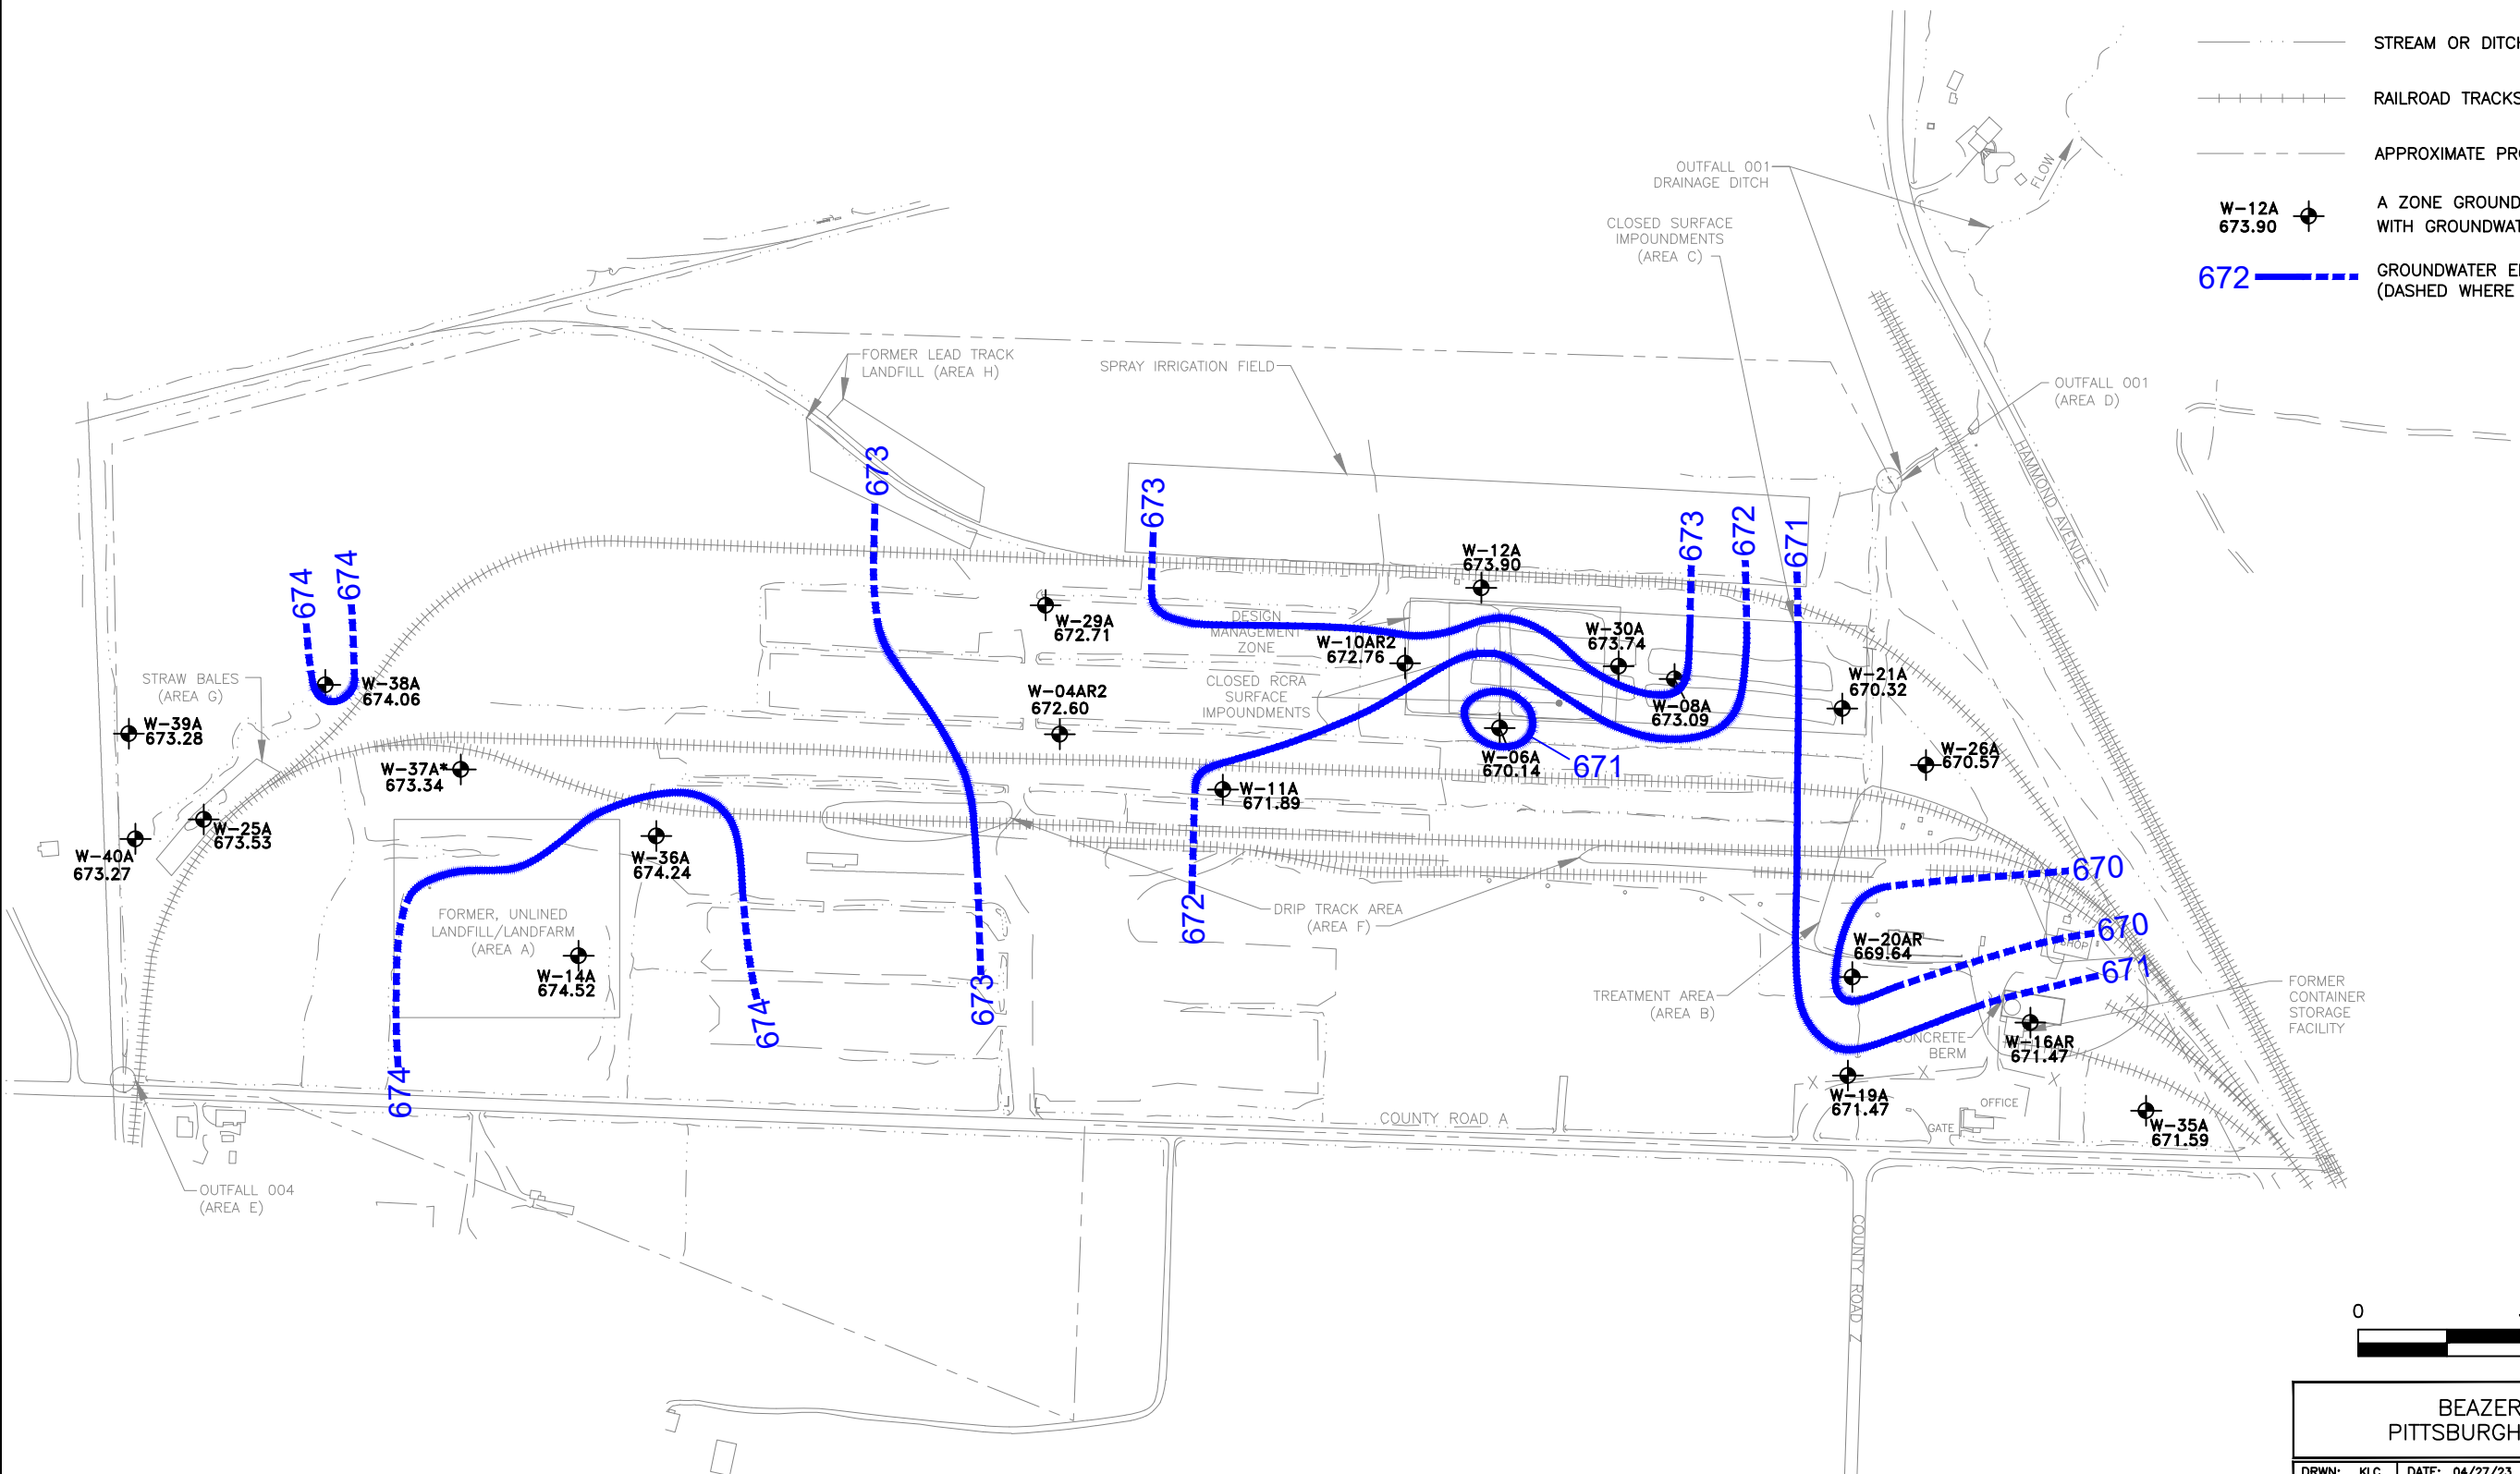 STREAM OR DITCH
RAILROAD TRACKS
APPROXIMATE
W-12A
673.90
A ZONE
WITH
672
GROUNDWATER
(DASHED WHERE
OUTFALL 001
DRAINAGE DITCH
CLOSED SURFACE
IMPOUNDMENTS
(AREA C)
FLOW
FORMER LEAD TRACK
LANDFILL (AREA H)
SPRAY IRRIGATION FIELD
OUTFALL 001
(AREA D)
HAMMOND AVENUE
673
673
673
672
671
674
674
W-12A
673.90
W-29A
672.71
DESIGN
MANAGEMENT
ZONE
W-10AR2
672.76
W-30A
673.74
STRAW BALES
(AREA G)
W-38A
674.06
W-39A
673.28
W-04AR2
672.60
CLOSED RCRA
SURFACE
IMPOUNDMENTS
W-08A
673.09
W-21A
670.32
W-37A*
673.34
W-11A
671.89
W-06A
670.14
671
W-26A
670.57
W-25A
673.53
W-40A
673.27
W-36A
674.24
670
FORMER, UNLINED
LANDFILL/LANDFARM
(AREA A)
672
DRIP TRACK AREA
(AREA F)
W-20AR
669.64
SHOP
670
671
W-14A
674.52
674
673
TREATMENT AREA
(AREA B)
FORMER
CONTAINER
STORAGE
FACILITY
CONCRETE
BERM
W-16AR
671.47
674
W-19A
671.47
OFFICE
GATE
W-35A
671.59
COUNTY ROAD A
OUTFALL 004
(AREA E)
COUNTY ROAD Z
0
BEAZER
PITTSBURGH
DRWN: KLC
DATE: 04/27/23